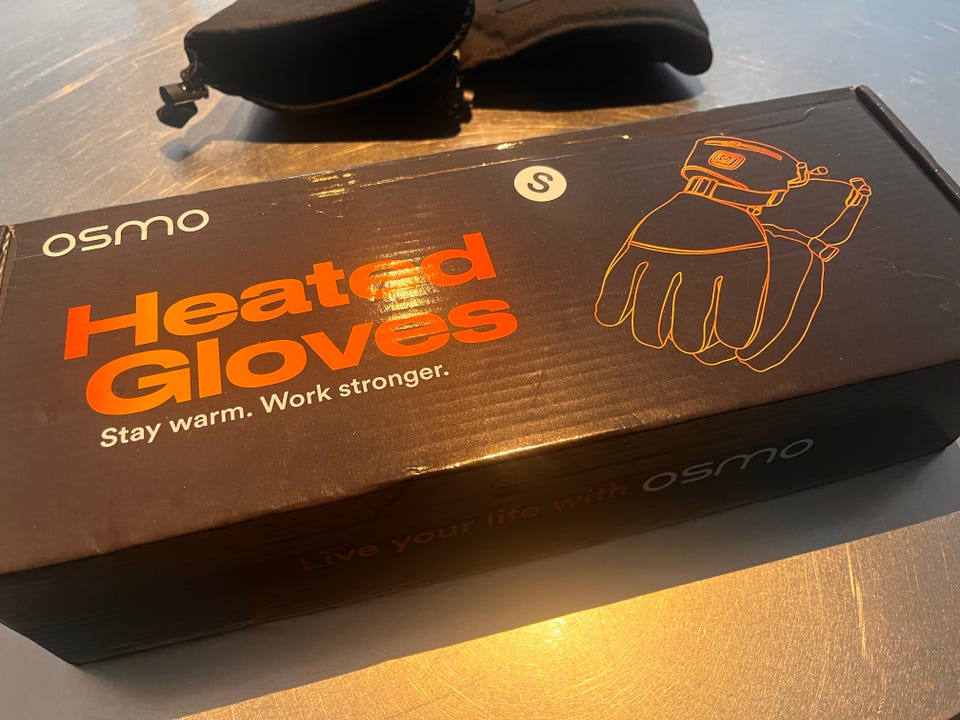 osmo
S
Heated
Gloves
Stay warm. Work stronger.
Live your life with osmo